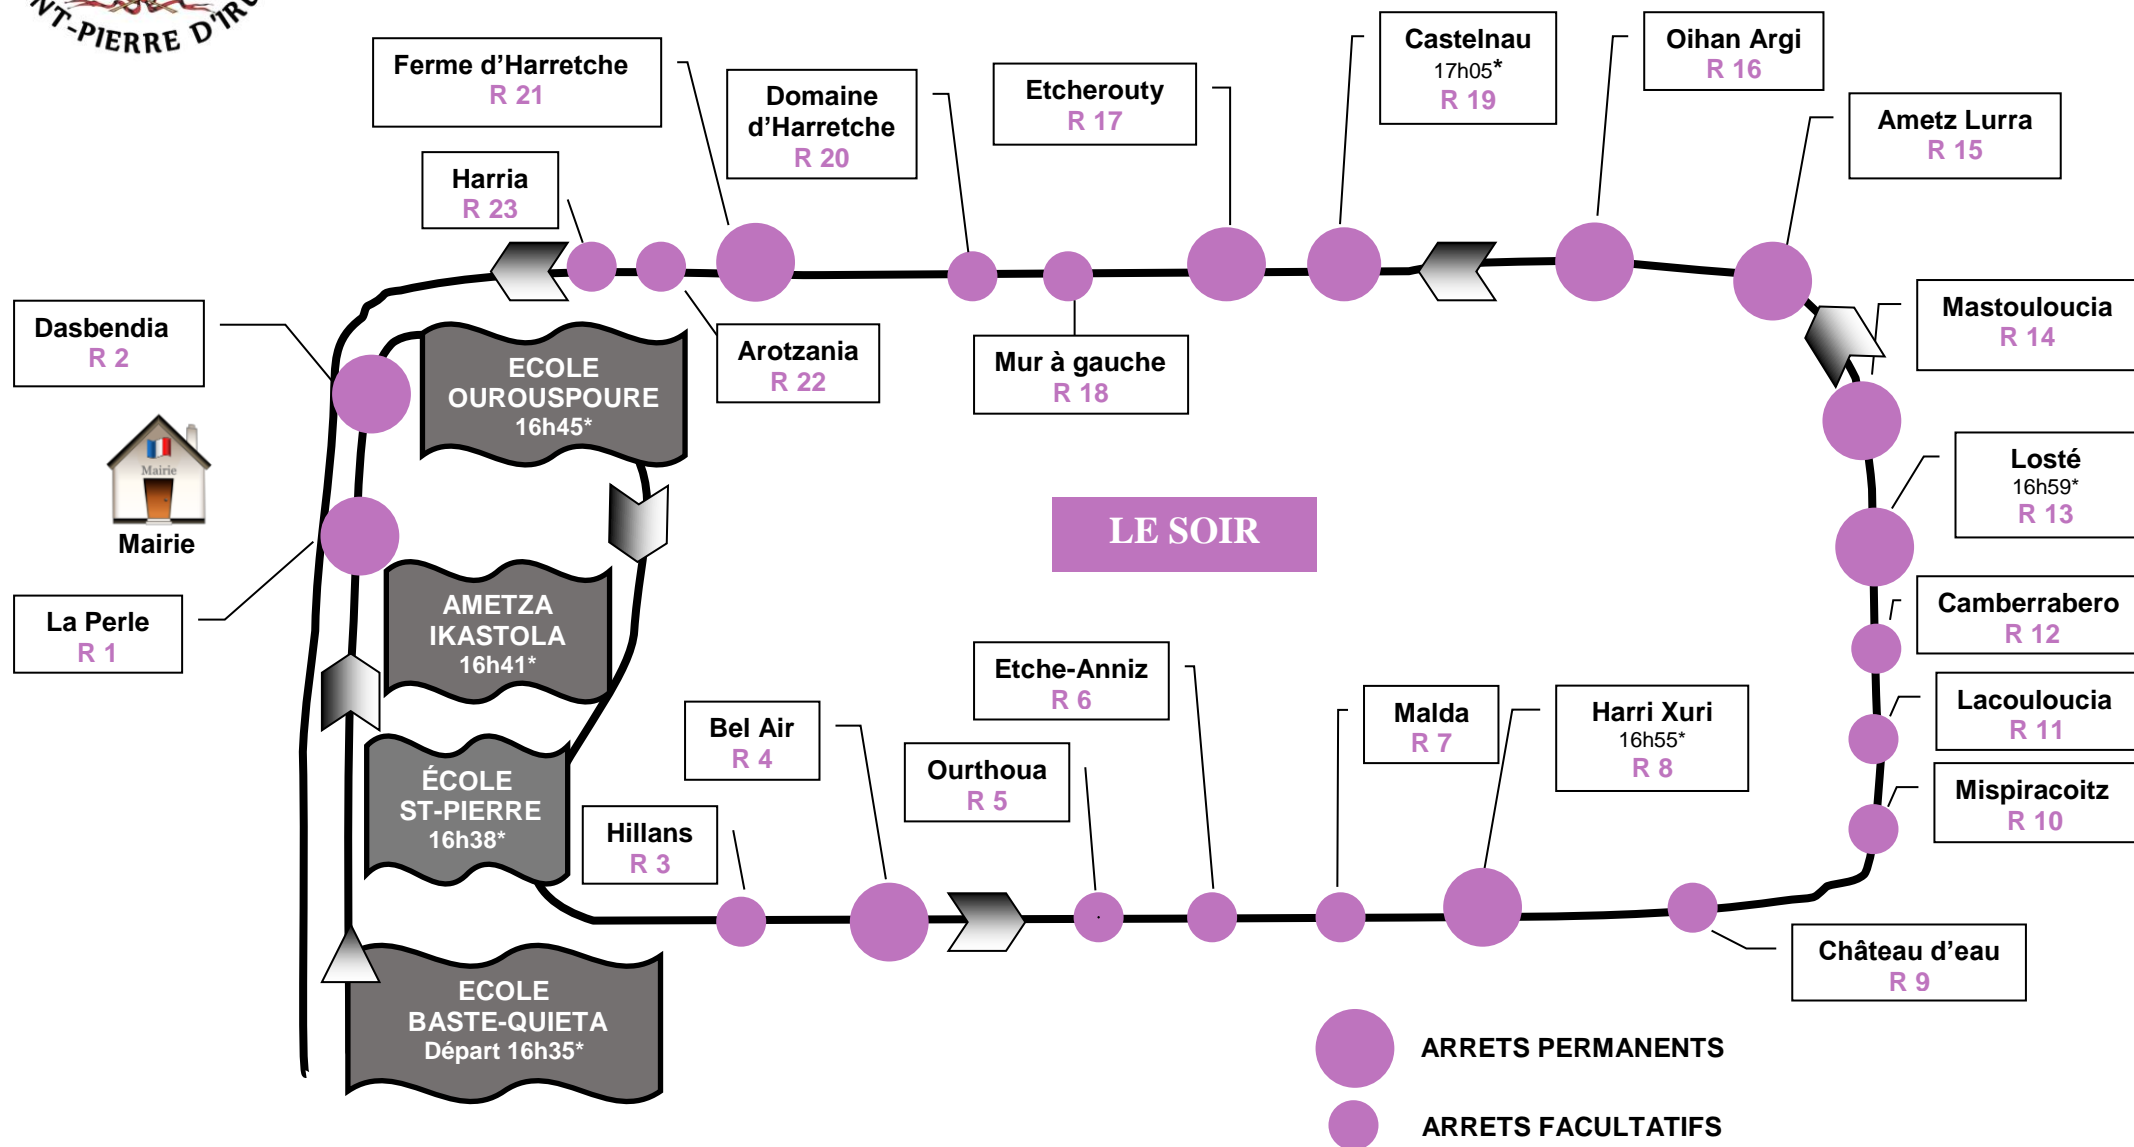 NT-PIERRE D'IRU
Ferme d’Harretche
R 21
Domaine
d’Harretche
R 20
Etcherouty
R 17
Castelnau
17h05*
R 19
Oihan Argi
R 16
Ametz Lurra
R 15
Harria
R 23
Dasbendia
R 2
ECOLE
OUROUSPOURE
16h45*
Arotzania
R 22
Mur à gauche
R 18
Mastouloucia
R 14
Mairie
Mairie
LE SOIR
Losté
16h59*
R 13
La Perle
R 1
AMETZA
IKASTOLA
16h41*
Camberrabero
R 12
Etche-Anniz
R 6
Malda
R 7
Harri Xuri
16h55*
R 8
Lacouloucia
R 11
Bel Air
R 4
Ourthoua
R 5
ÉCOLE
ST-PIERRE
16h38*
Hillans
R 3
Mispiracoitz
R 10
Château d’eau
R 9
ECOLE
BASTE-QUIETA
Départ 16h35*
ARRETS PERMANENTS
ARRETS FACULTATIFS